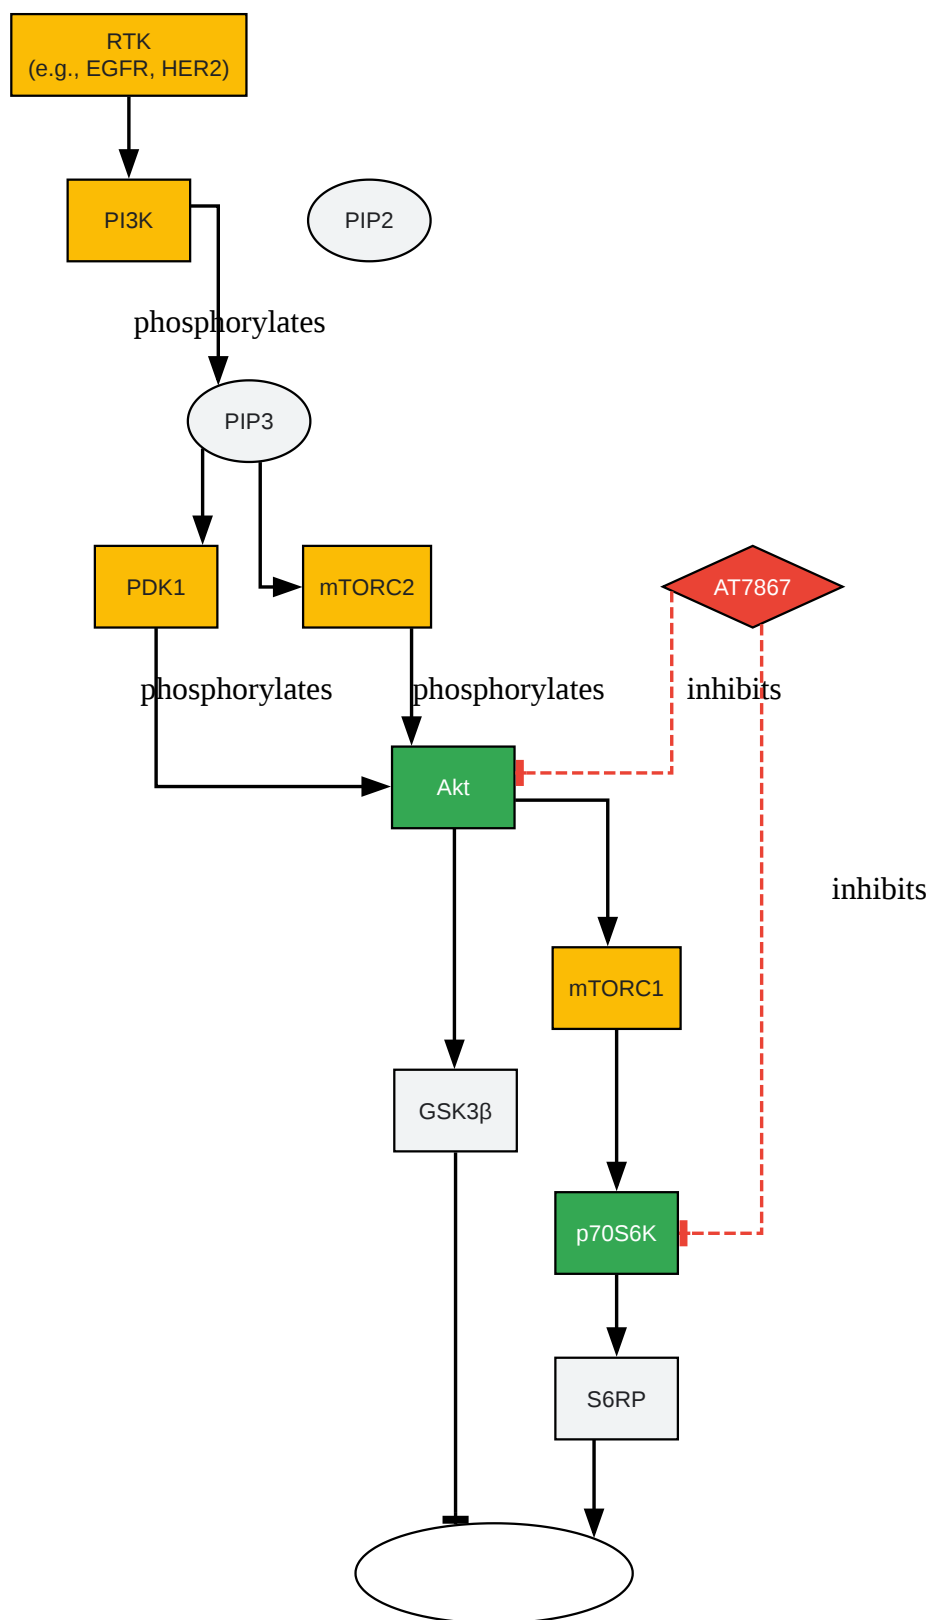 RTK
(e.g., EGFR, HER2)
PI3K
PIP2
phosphorylates
PIP3
PDK1
mTORC2
AT7867
phosphorylates
phosphorylates
inhibits
Akt
inhibits
mTORC1
GSK3β
p70S6K
S6RP